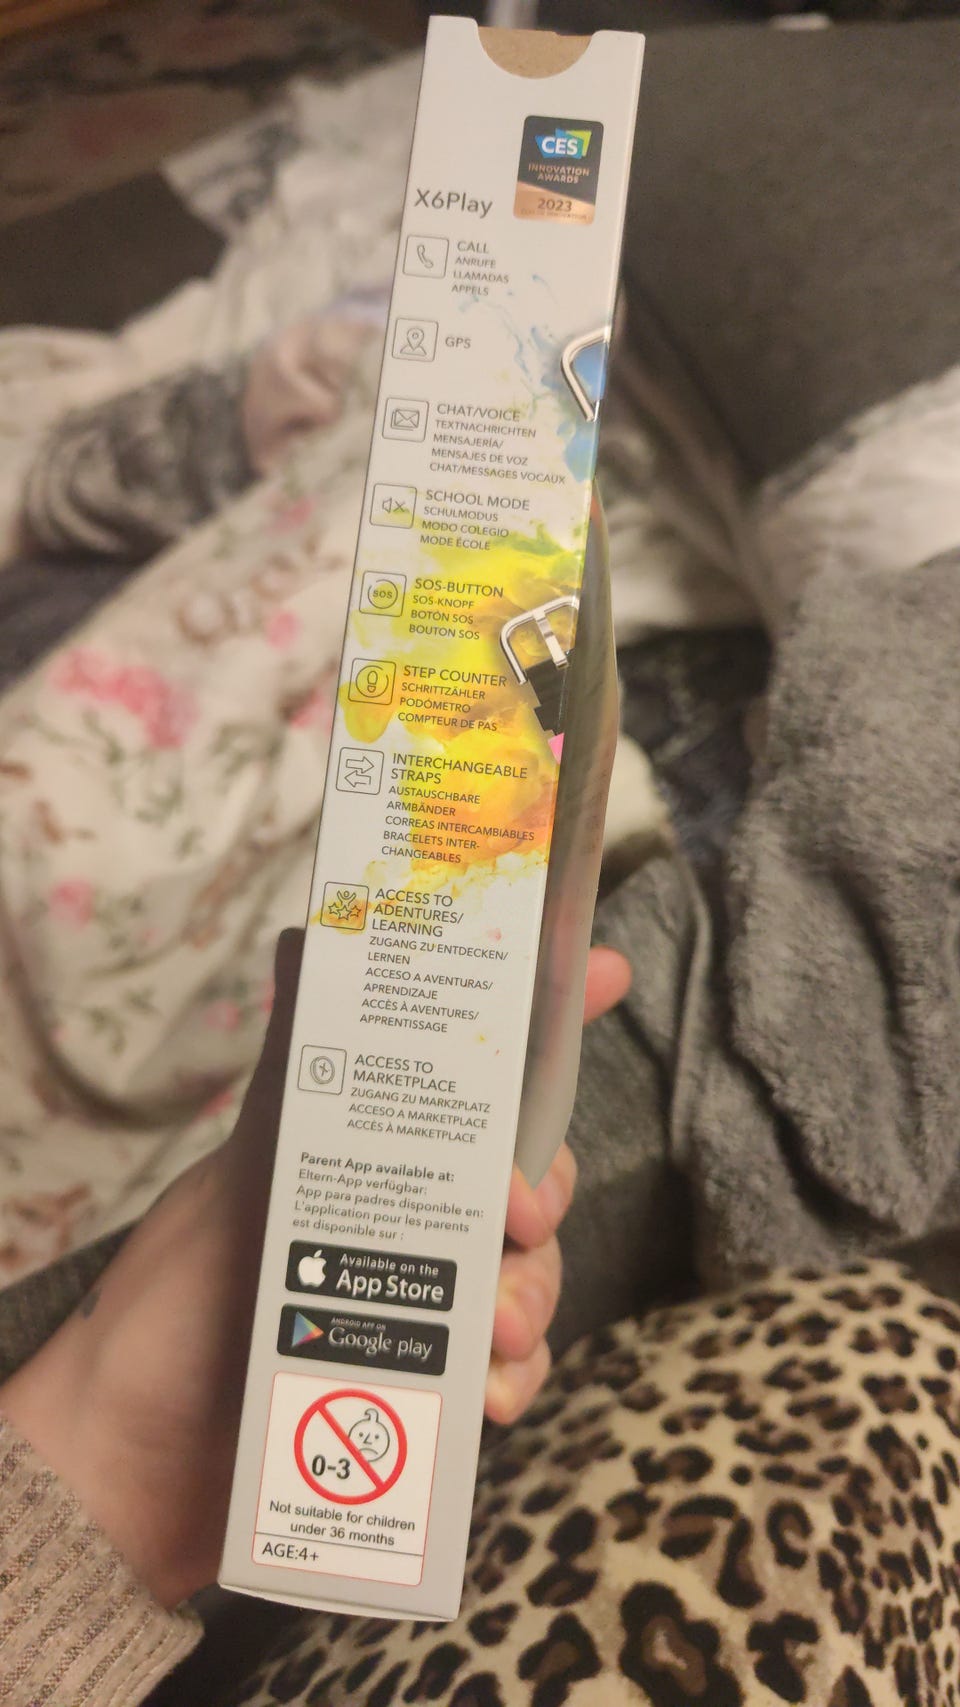 CES
INNOVATION
AWARDS
2023
X6Play
CALL
ANRUFE
LLAMADAS
APPELS
GPS
CHAT/VOICE
TEXTNACHRICHTEN
MENSAJERÍA/
MENSAJES DE VOZ
CHAT/MESSAGES VOCAUX
SCHOOL MODE
SCHULMODUS
MODO COLEGIO
MODE ÉCOLE
SOS
SOS-BUTTON
SOS-KNOPF
BOTÓN SOS
BOUTON SOS
STEP COUNTER
SCHRITTZÄHLER
PODÓMETRO
COMPTEUR DE PAS
INTERCHANGEABLE
STRAPS
AUSTAUSCHBARE
ARMBÄNDER
CORREAS INTERCAMBIABLES
BRACELETS INTER-
CHANGEABLES
ACCESS TO
ADENTURES/
LEARNING
ZUGANG ZU ENTDECKEN/
LERNEN
ACCESO A AVENTURAS/
APRENDIZAJE
ACCÈS À AVENTURES/
APPRENTISSAGE
ACCESS TO
MARKETPLACE
ZUGANG ZU MARKZPLATZ
ACCESO A MARKETPLACE
ACCÈS À MARKETPLACE
Parent App available at:
Eltern-App verfügbar:
App para padres disponible en:
L'application pour les parents
est disponible sur :
Available on the
App Store
ANDROID APP ON
Google play
0-3
Not suitable for children
under 36 months
AGE:4+